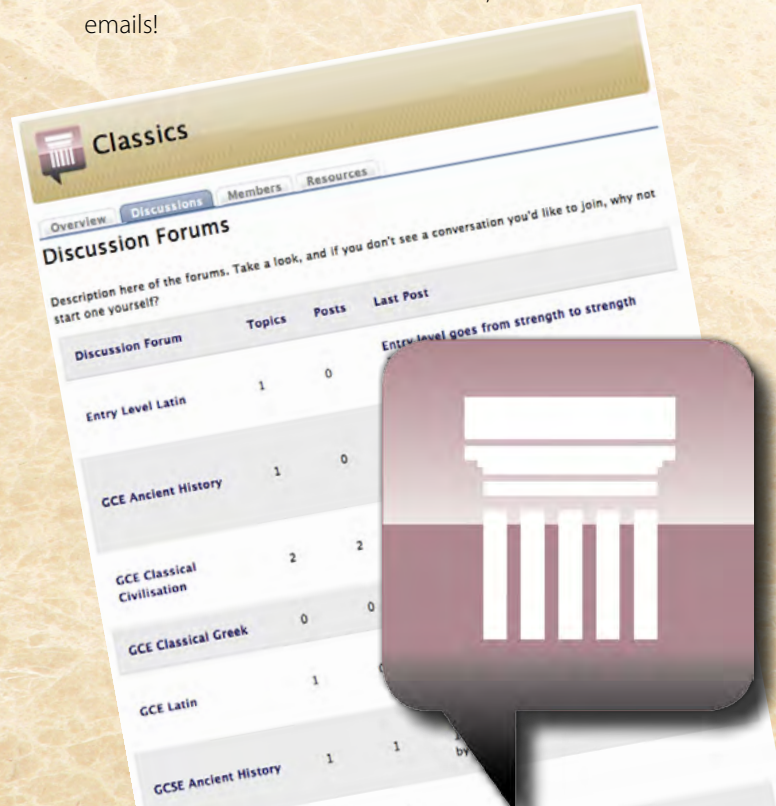 emails!
Classics
Overview Discussions Members Resources
Discussion Forums
Description here of the forums. Take a look, and if you don't see a conversation you'd like to join, why not
start one yourself?
Discussion Forum Topics Posts Last Post
Entry Level Latin 1 0 Entry level goes from strength to strength
GCE Ancient History 1 0
GCE Classical
Civilisation 2 2
GCE Classical Greek 0 0
GCE Latin 1
GCSE Ancient History 1 1
by